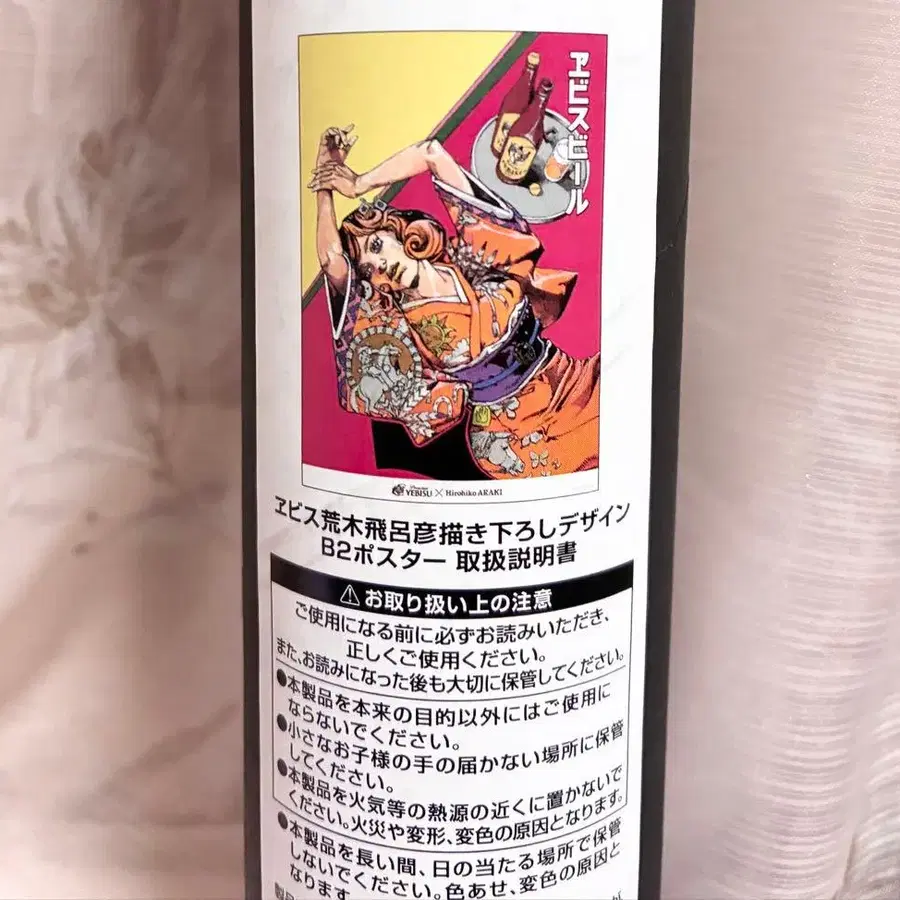 ヱビスビール
YEBISU × Hirohiko ARAKI
ヱビス荒木飛呂彦描き下ろしデザイン
B2ポスター 取扱説明書
⚠お取り扱い上の注意
ご使用になる前に必ずお読みいただき、
正しくご使用ください。
また、お読みになった後も大切に保管してください。
●本製品を本来の目的以外にはご使用に
ならないでください。
●小さなお子様の手の届かない場所に保管
してください。
●本製品を火気等の熱源の近くに置かないで
ください。火災や変形、変色の原因となります。
●本製品を長い間、日の当たる場所で保管
しないでください。色あせ、変色の原因と
なります